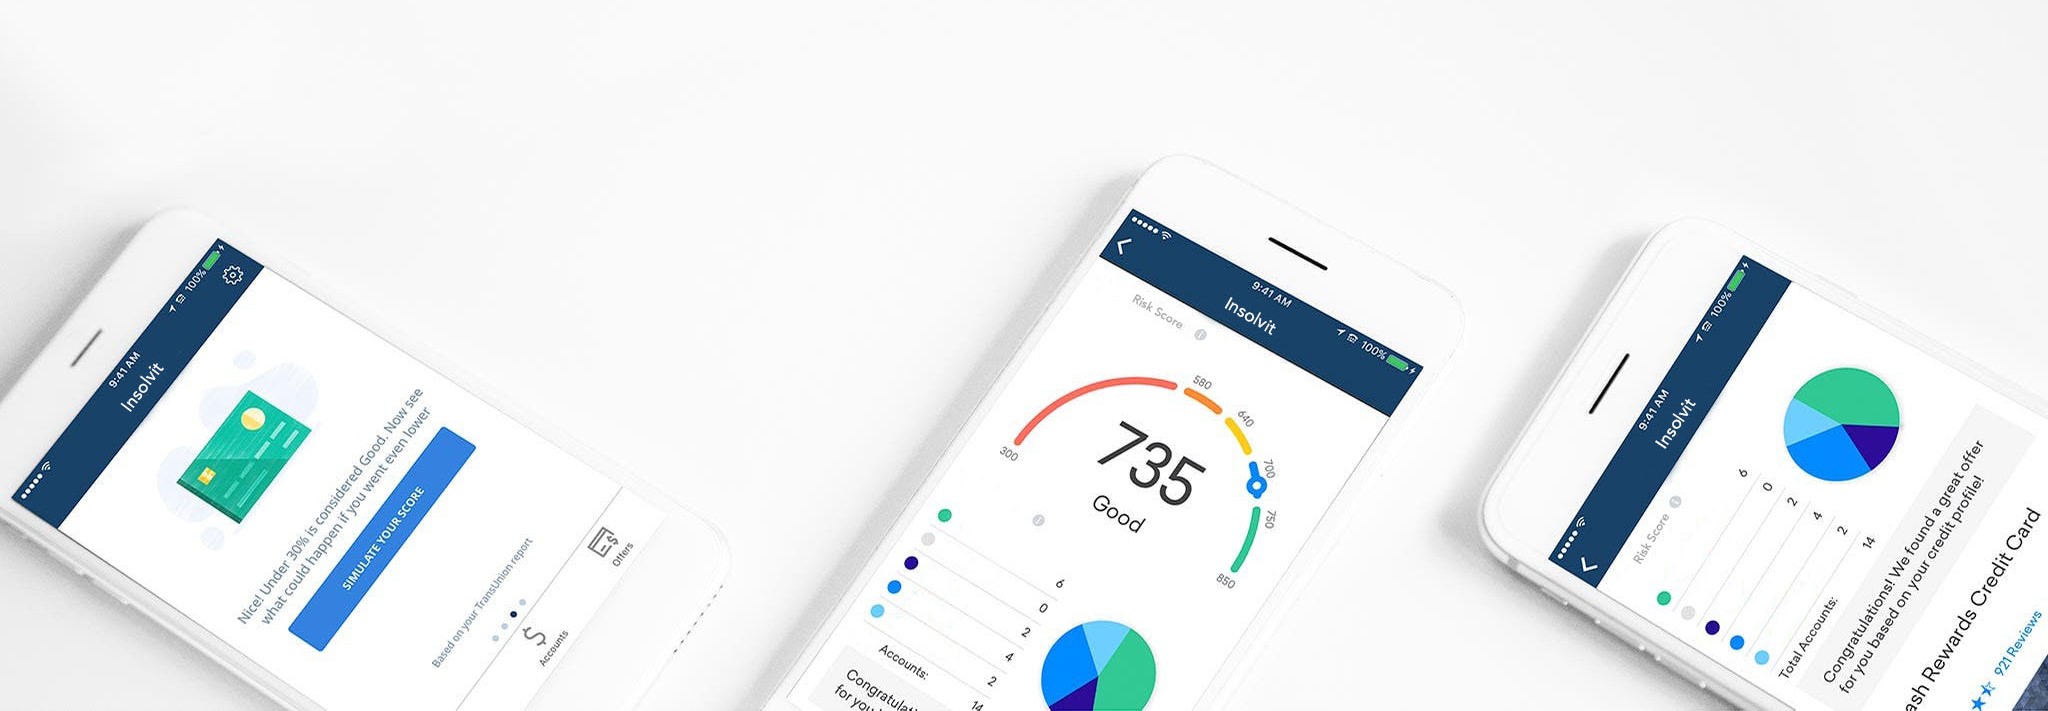 100%
9:41 AM
Insolvit
Nice! Under 30% is considered Good. Now see
what could happen if you went even lower
SIMULATE YOUR SCORE
Based on your TransUnion report
Offers
Accounts
9:41 AM
100%
Insolvit
Risk Score
300
580
640
700
750
850
735
Good
6
0
2
4
2
Accounts:
14
Congratulati
for you
100%
9:41 AM
Insolvit
Risk Score
6
0
2
4
2
Total Accounts:
14
Congratulations! We found a great offer
for you based on your credit profile!
ash Rewards Credit Card
921 Reviews